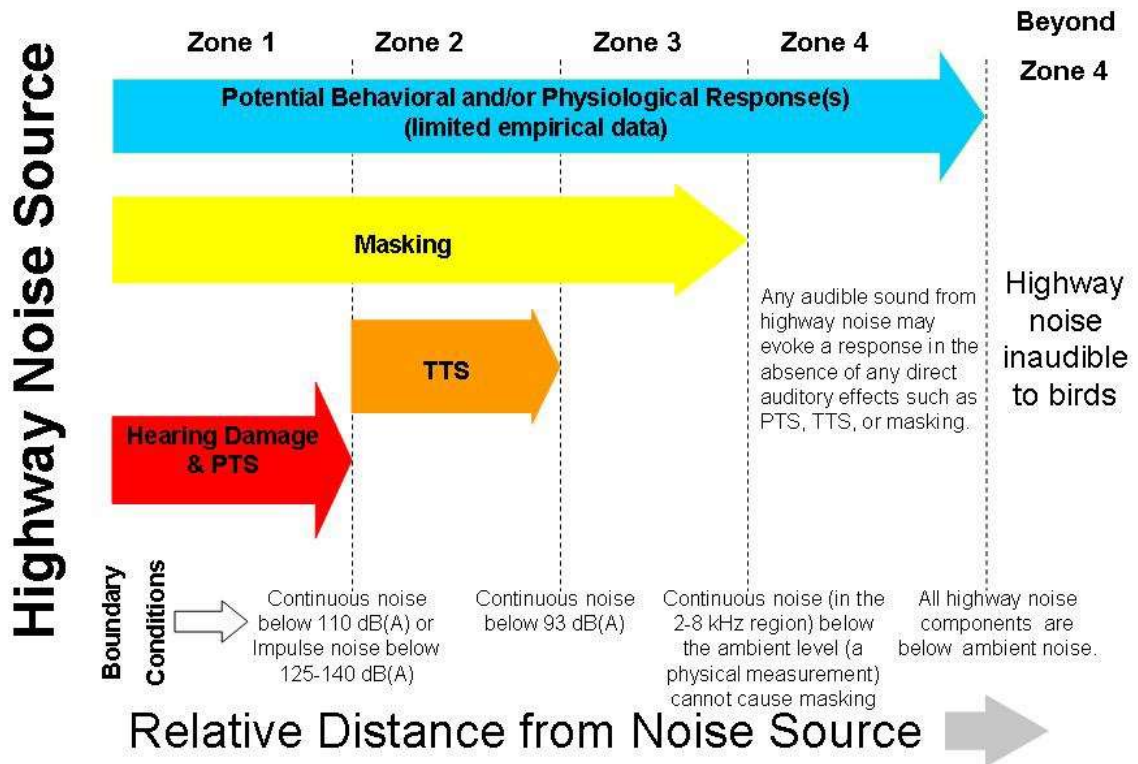 Highway Noise Source
Zone 1
Zone 2
Zone 3
Zone 4
Beyond
Zone 4
Potential Behavioral and/or Physiological Response(s)
(limited empirical data)
Masking
TTS
Hearing Damage
& PTS
Any audible sound from
highway noise may
evoke a response in the
absence of any direct
auditory effects such as
PTS, TTS, or masking.
Highway
noise
inaudible
to birds
Boundary
Conditions
Continuous noise
below 110 dB(A) or
Impulse noise below
125-140 dB(A)
Continuous noise
below 93 dB(A)
Continuous noise (in the
2-8 kHz region) below
the ambient level (a
physical measurement)
cannot cause masking
All highway noise
components are
below ambient noise.
Relative Distance from Noise Source